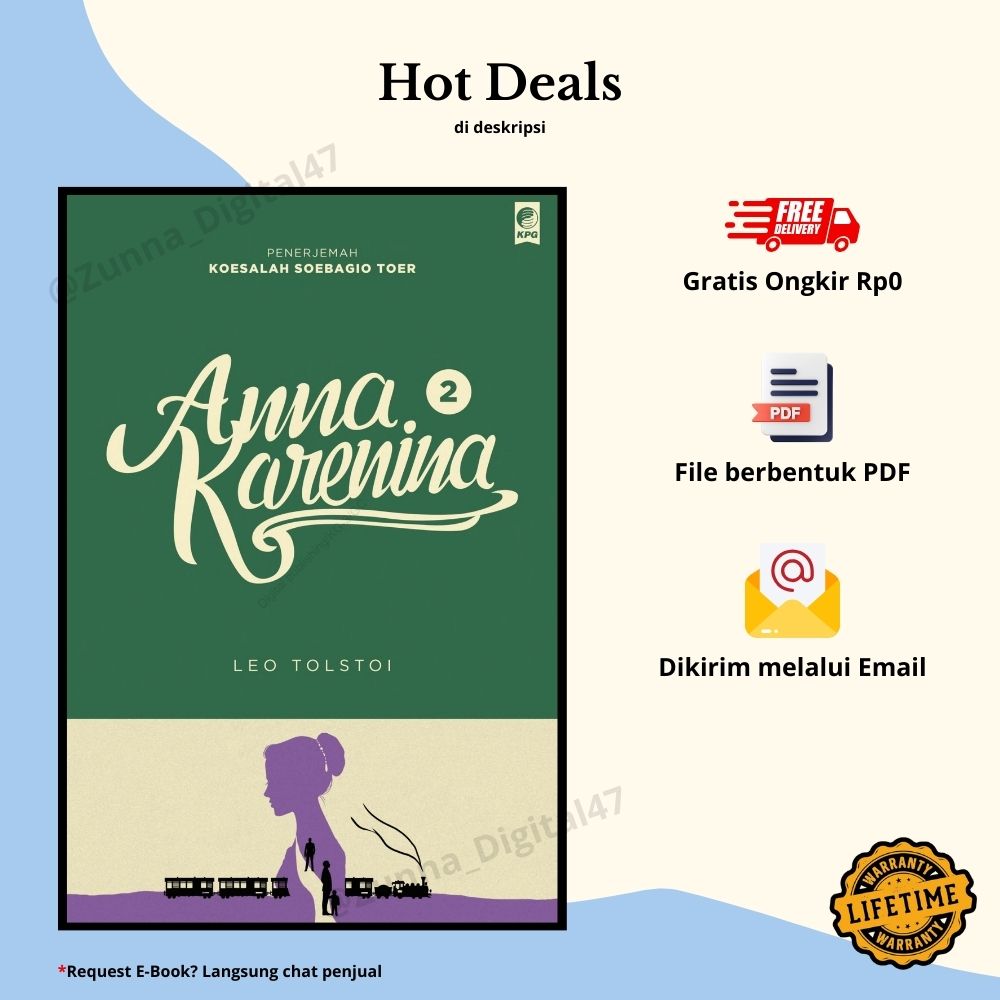 Hot Deals
di deskripsi
@Zunna_Digital47
KPG
PENERJEMAH
KOESALAH SOEBAGIO TOER
Anna 2
Karenina
LEO TOLSTOI
@Zunna_Digital47
FREE
DELIVERY
Gratis Ongkir Rp0
PDF
File berbentuk PDF
@
Dikirim melalui Email
WARRANTY
LIFETIME
WARRANTY
*Request E-Book? Langsung chat penjual